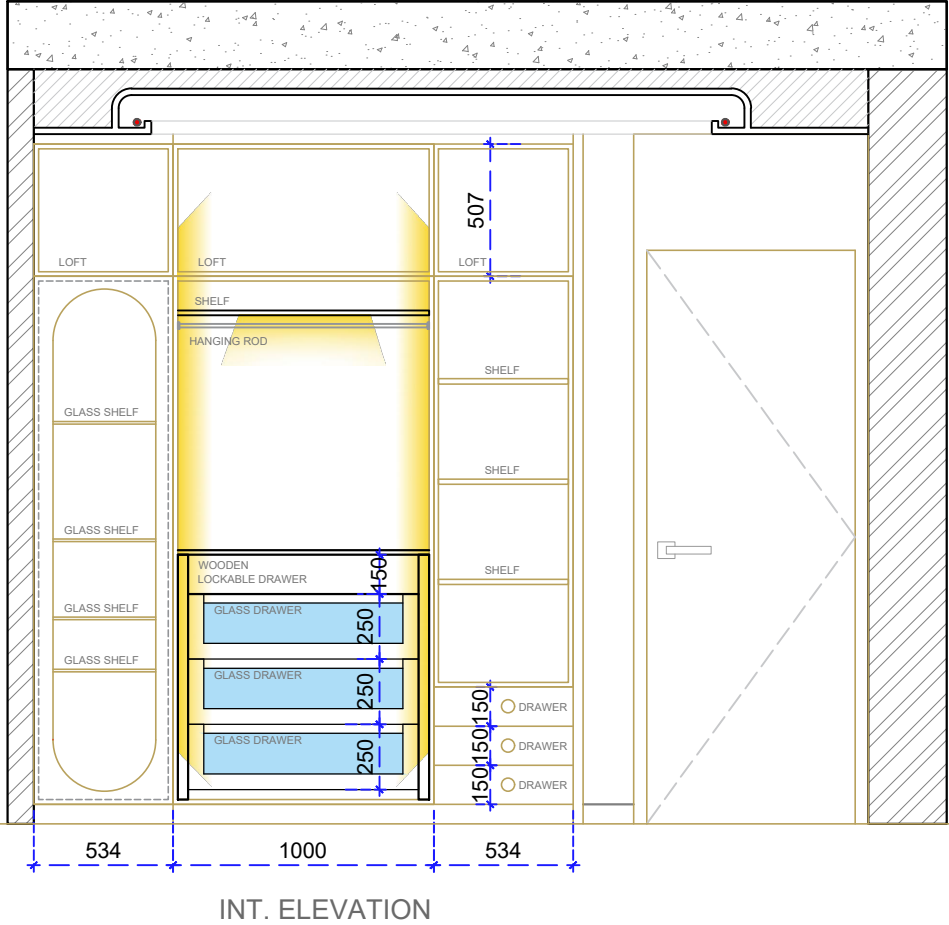 507
LOFT
LOFT
LOFT
SHELF
HANGING ROD
SHELF
GLASS SHELF
SHELF
GLASS SHELF
WOODEN
LOCKABLE DRAWER
450
SHELF
GLASS SHELF
GLASS DRAWER
250
GLASS SHELF
GLASS DRAWER
250
150
DRAWER
GLASS DRAWER
250
150
DRAWER
150
DRAWER
534
1000
534
INT. ELEVATION